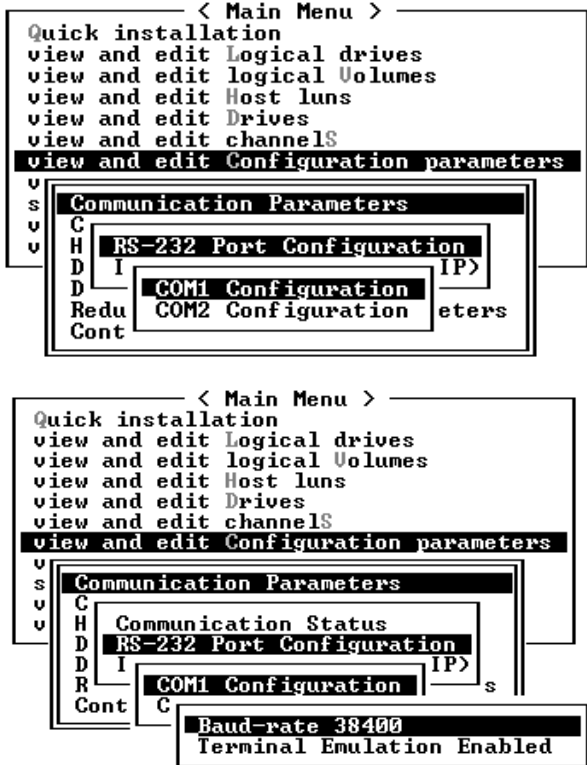 < Main Menu >
Quick installation
view and edit Logical drives
view and edit logical Volumes
view and edit Host luns
view and edit Drives
view and edit channelS
view and edit Configuration parameters
v
s Communication Parameters
v C
v H RS-232 Port Configuration
D I IP)
D COM1 Configuration
Redu COM2 Configuration eters
Cont
< Main Menu >
Quick installation
view and edit Logical drives
view and edit logical Volumes
view and edit Host luns
view and edit Drives
view and edit channelS
view and edit Configuration parameters
v
s Communication Parameters
v C
v H Communication Status
D RS-232 Port Configuration
D I IP)
R COM1 Configuration s
Cont C
Baud-rate 38400
Terminal Emulation Enabled